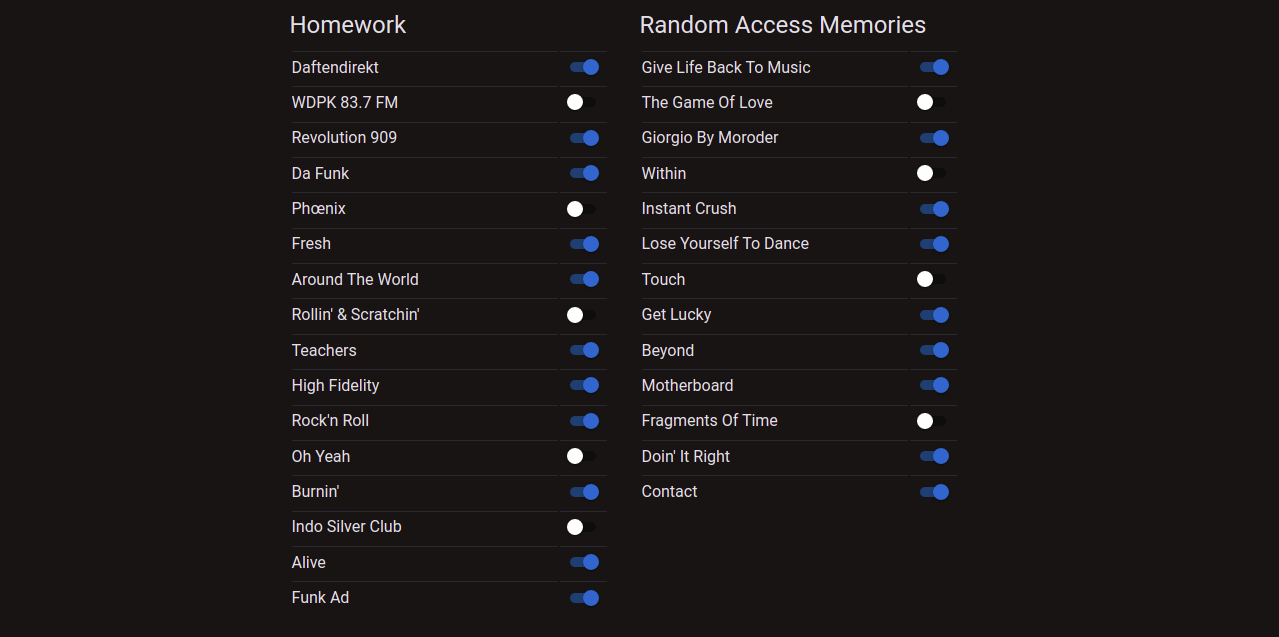 Homework
Daftendirekt
WDPK 83.7 FM
Revolution 909
Da Funk
Phœnix
Fresh
Around The World
Rollin' & Scratchin'
Teachers
High Fidelity
Rock'n Roll
Oh Yeah
Burnin'
Indo Silver Club
Alive
Funk Ad
Random Access Memories
Give Life Back To Music
The Game Of Love
Giorgio By Moroder
Within
Instant Crush
Lose Yourself To Dance
Touch
Get Lucky
Beyond
Motherboard
Fragments Of Time
Doin' It Right
Contact